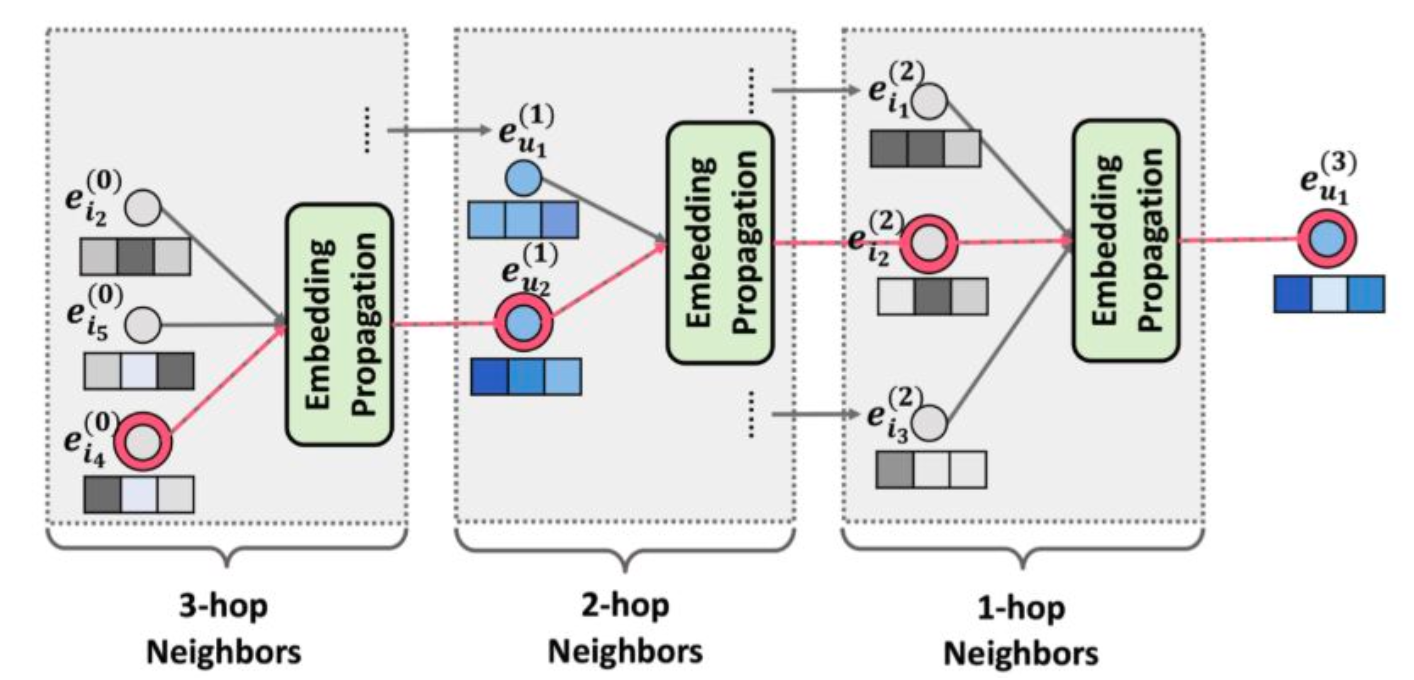 e_{i_2}^{(0)}
e_{i_5}^{(0)}
e_{i_4}^{(0)}
Embedding
Propagation
3-hop
Neighbors
e_{u_1}^{(1)}
e_{u_2}^{(1)}
Embedding
Propagation
2-hop
Neighbors
e_{i_1}^{(2)}
e_{i_2}^{(2)}
e_{i_3}^{(2)}
Embedding
Propagation
1-hop
Neighbors
e_{u_1}^{(3)}